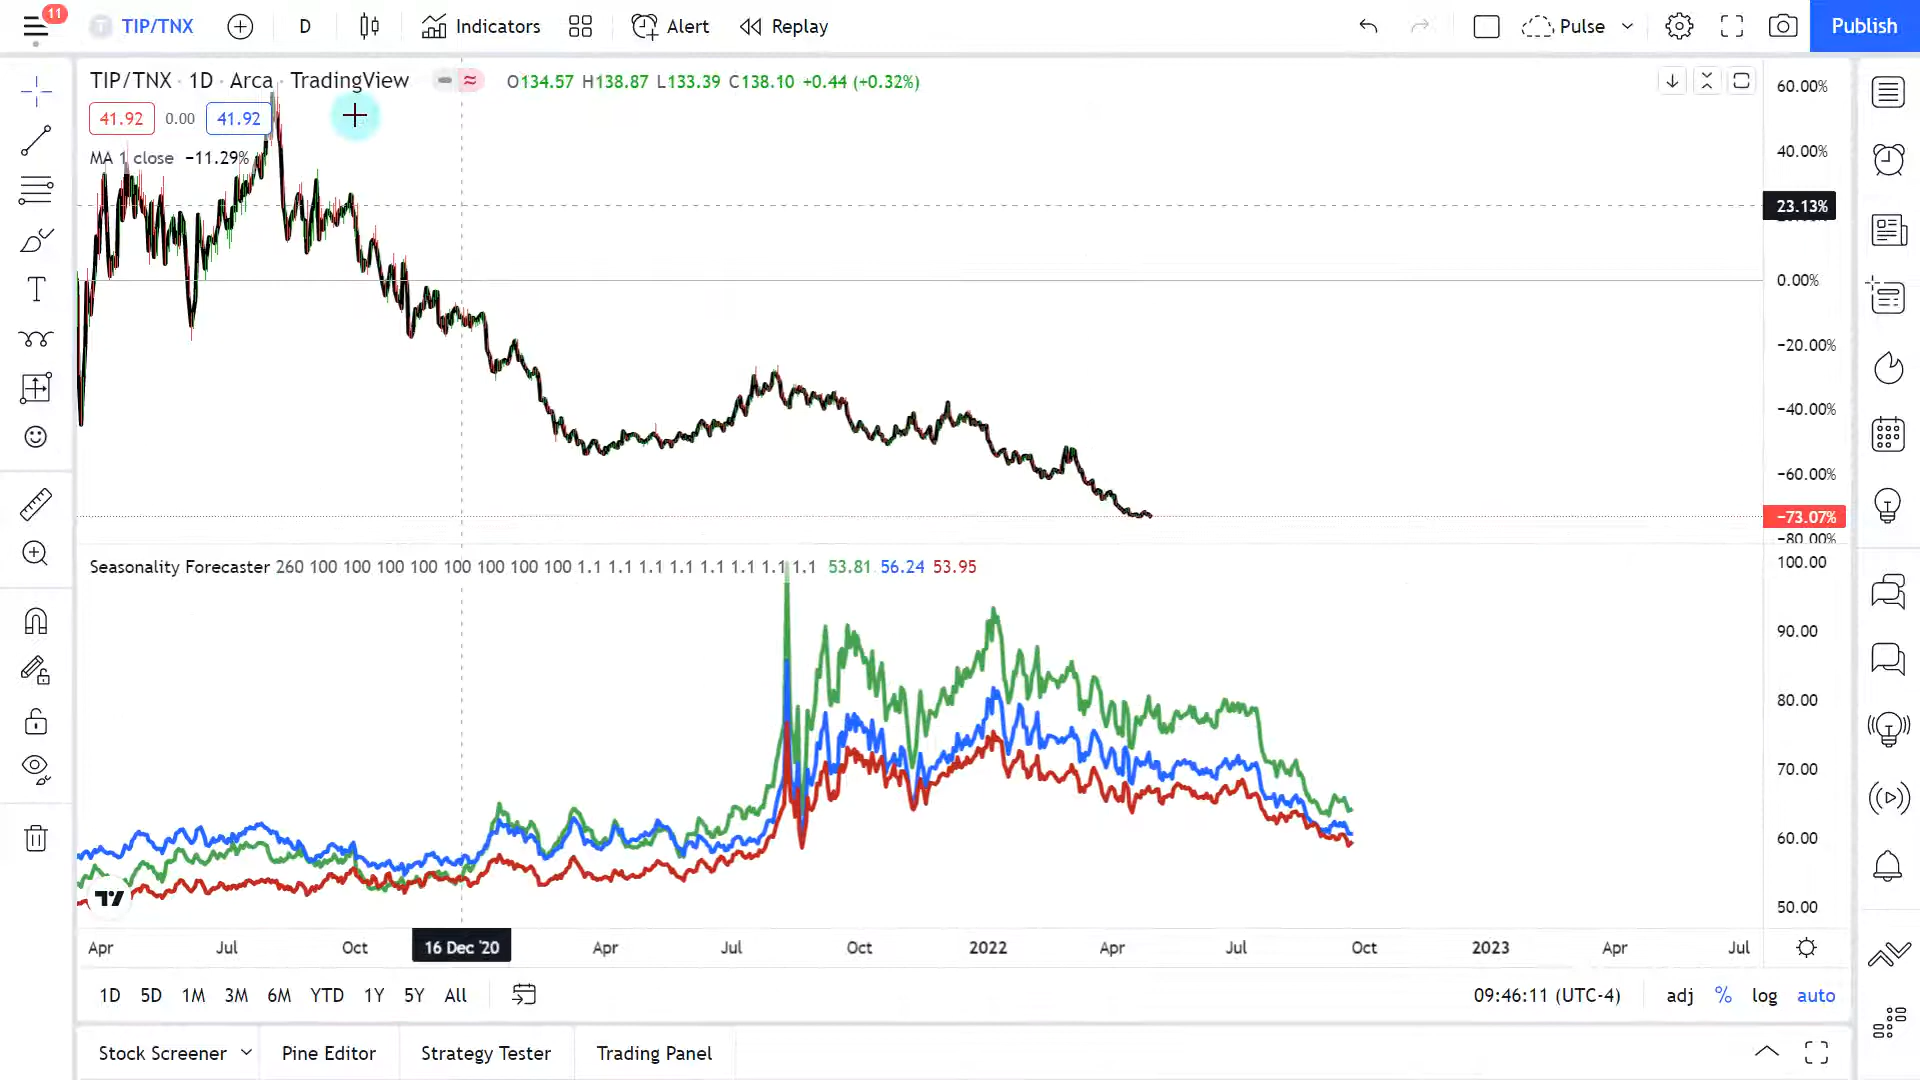 11
TIP/TNX
D
Indicators
Alert
Replay
Pulse
Publish
TIP/TNX · 1D · Arca · TradingView
O134.57 H138.87 L133.39 C138.10 +0.44 (+0.32%)
41.92
0.00
41.92
MA 1 close −11.29%
60.00%
40.00%
23.13%
0.00%
−20.00%
−40.00%
−60.00%
−73.07%
−80.00%
Seasonality Forecaster 260 100 100 100 100 100 100 100 100 1.1 1.1 1.1 1.1 1.1 1.1 1.1 1.1 53.81 56.24 53.95
100.00
90.00
80.00
70.00
60.00
50.00
Apr
Jul
Oct
16 Dec '20
Apr
Jul
Oct
2022
Apr
Jul
Oct
2023
Apr
Jul
1D 5D 1M 3M 6M YTD 1Y 5Y All
09:46:11 (UTC-4)
adj
%
log
auto
Stock Screener
Pine Editor
Strategy Tester
Trading Panel